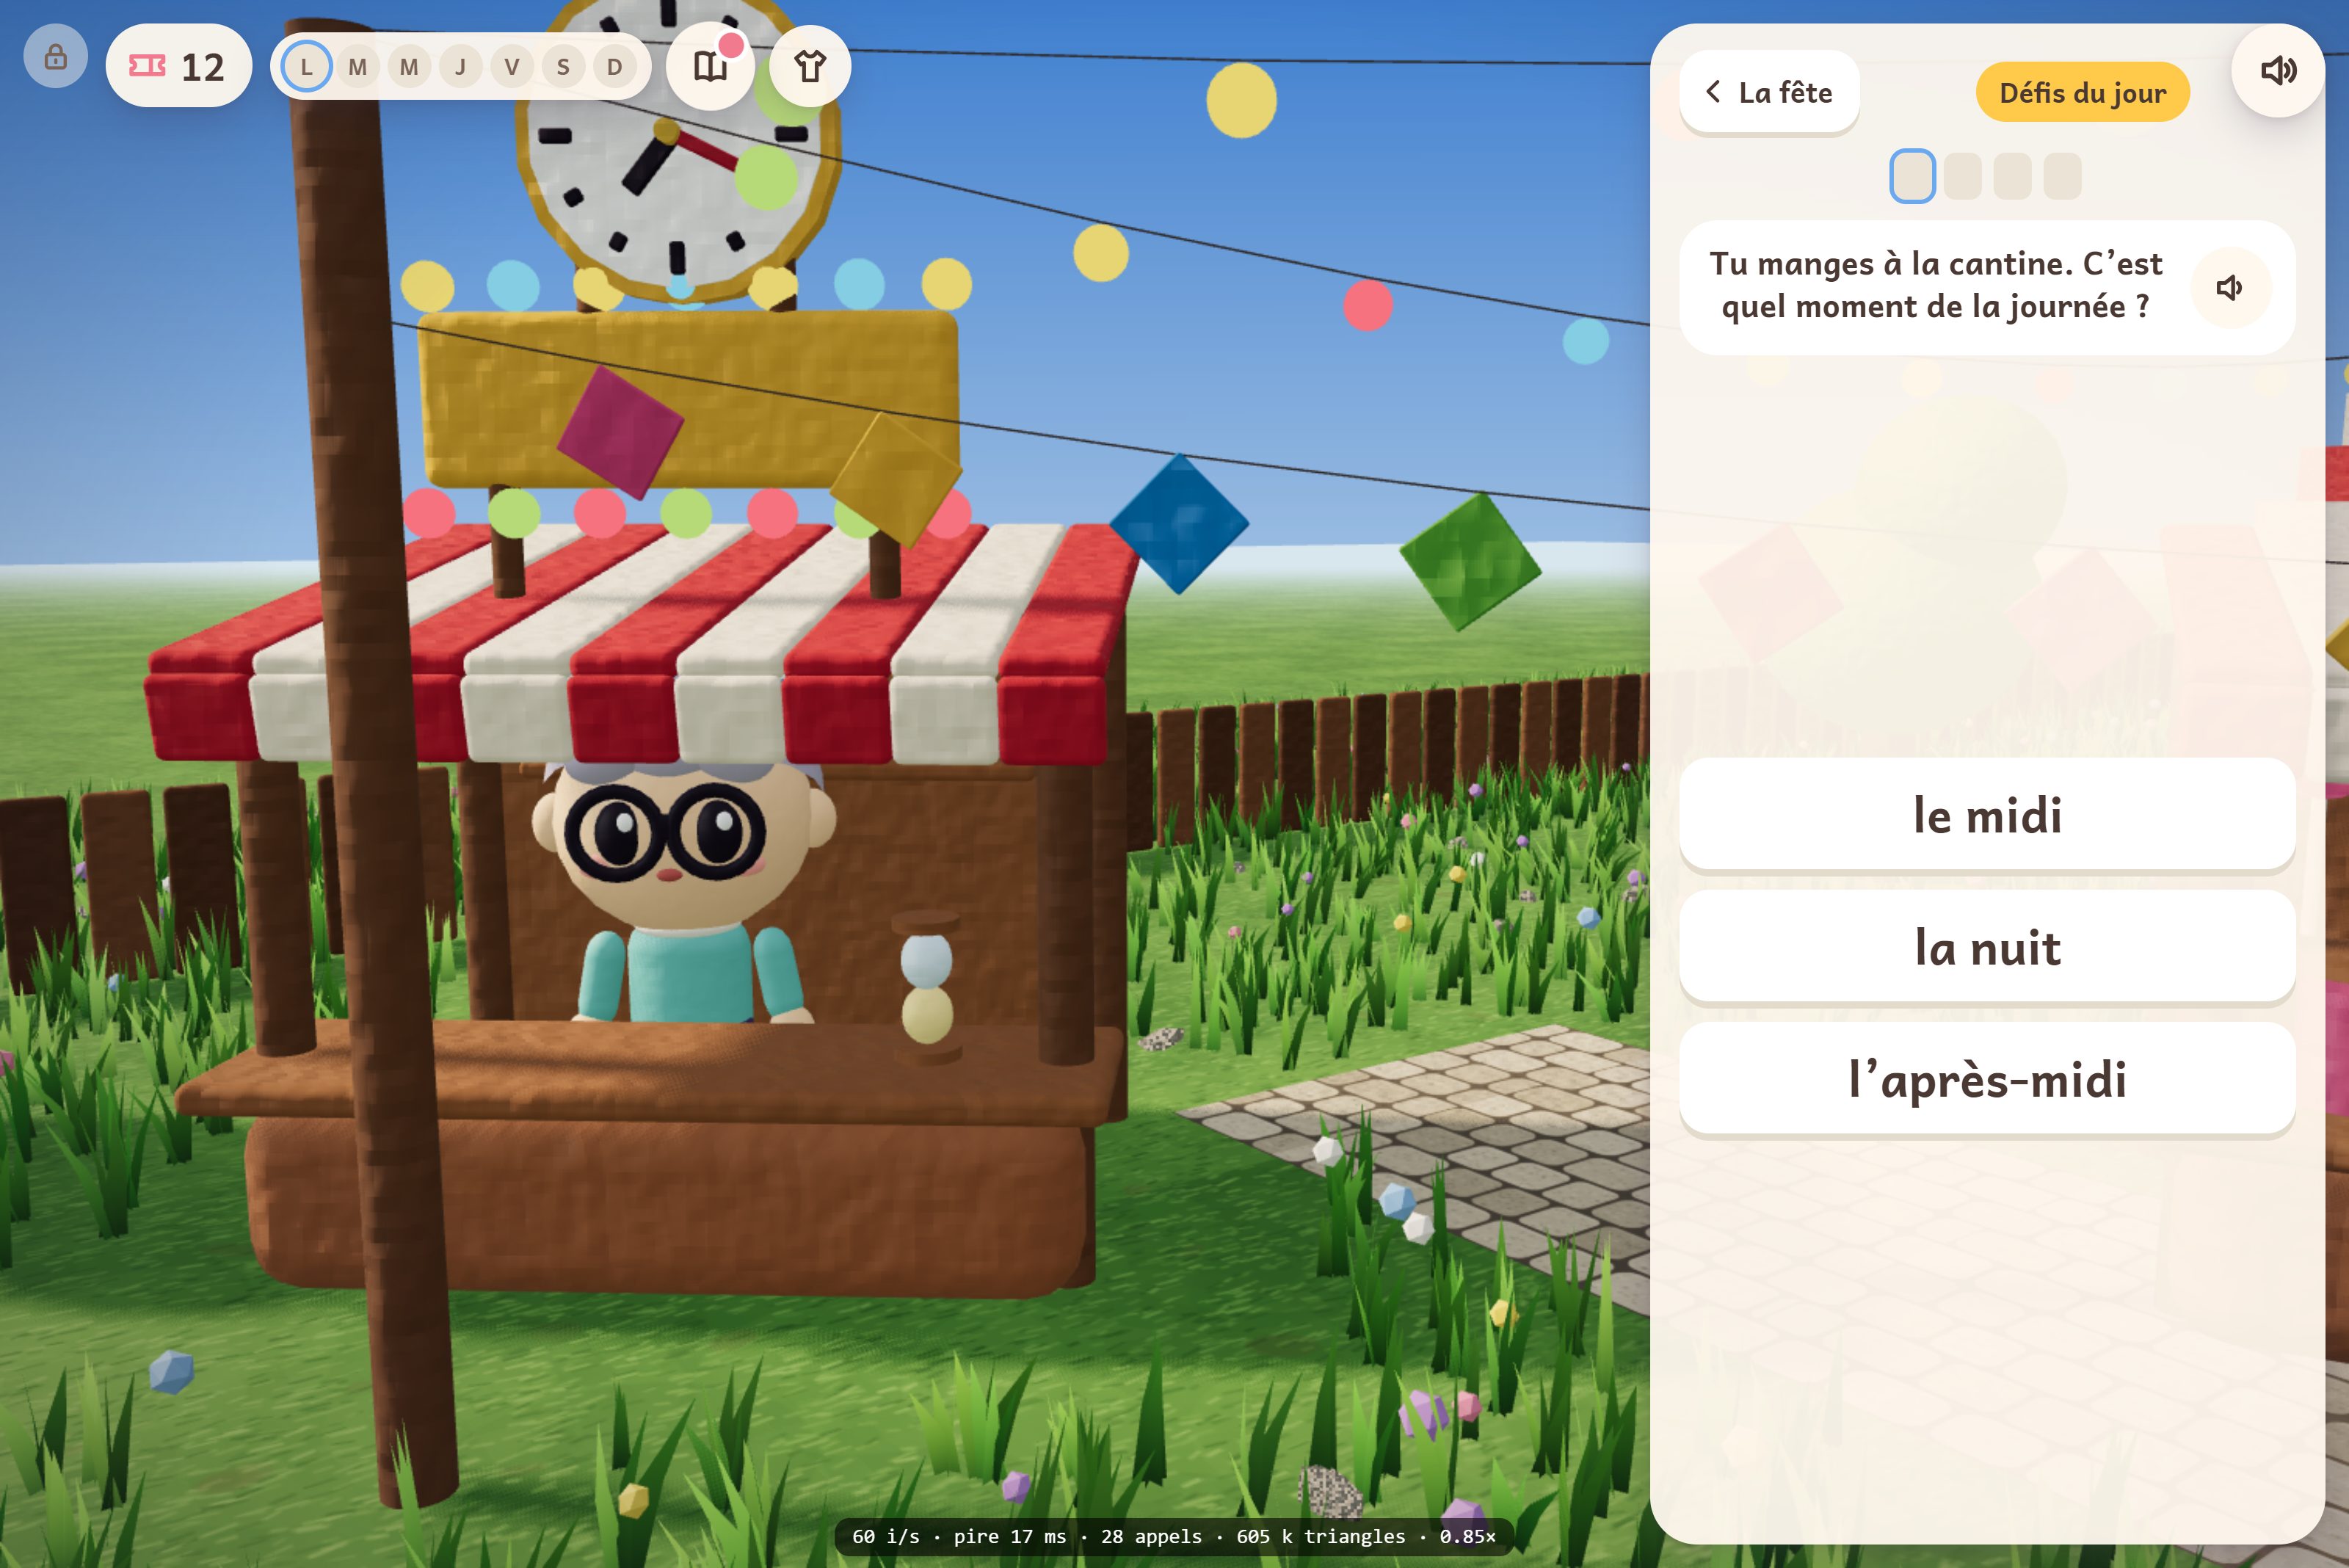 12
L M M J V S D
La fête
Défis du jour
Tu manges à la cantine. C’est
quel moment de la journée ?
le midi
la nuit
l’après-midi
60 i/s · pire 17 ms · 28 appels · 605 k triangles · 0.85×